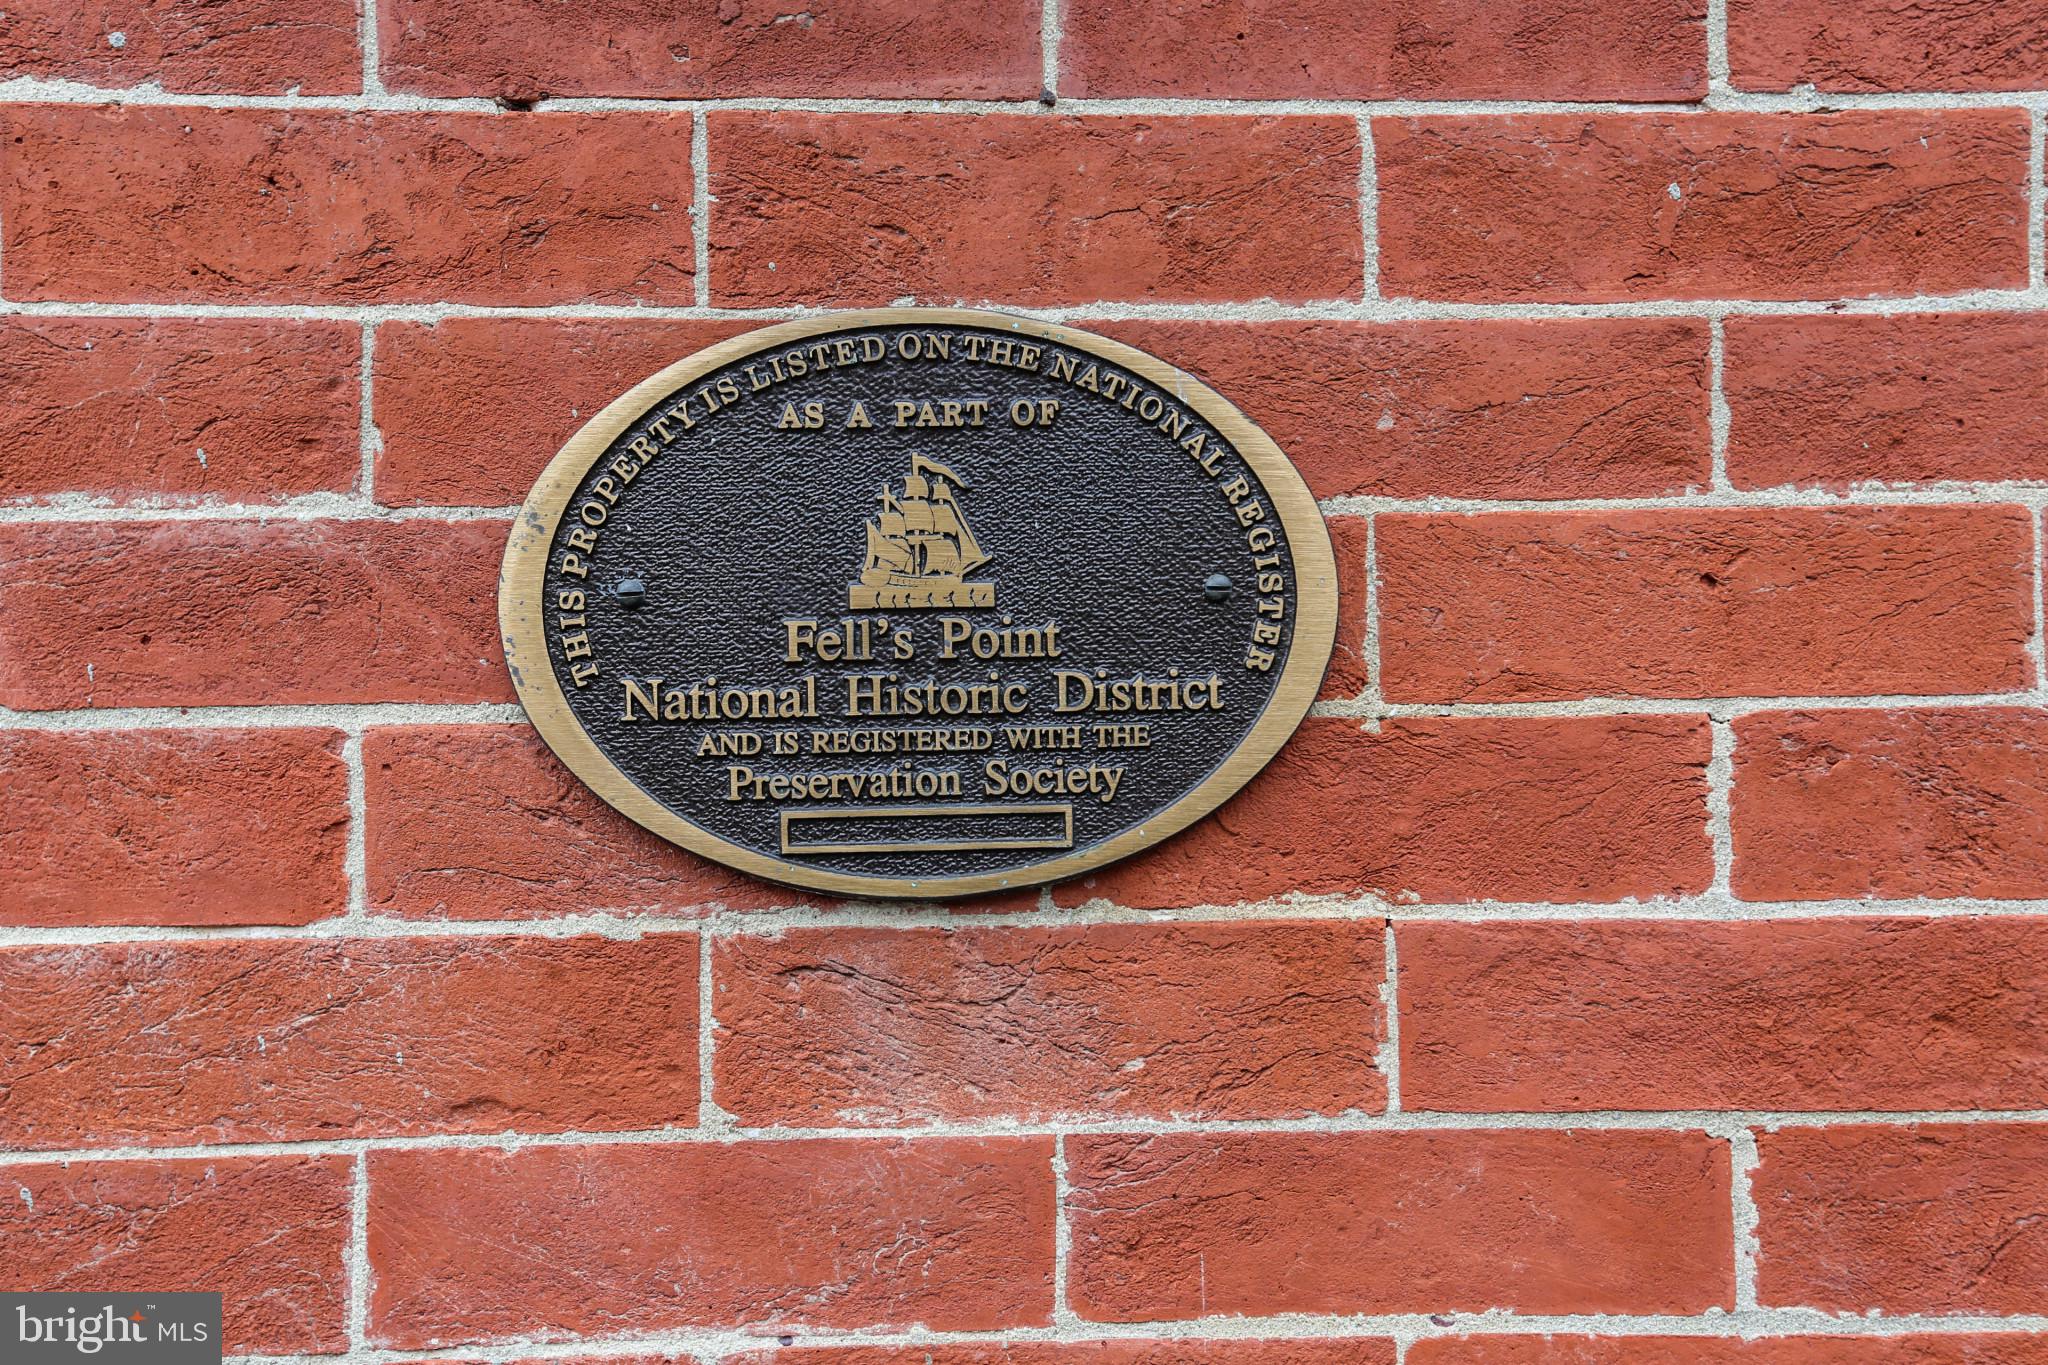 THIS PROPERTY IS LISTED ON THE NATIONAL REGISTER
AS A PART OF
Fell's Point
National Historic District
AND IS REGISTERED WITH THE
Preservation Society
bright™ MLS